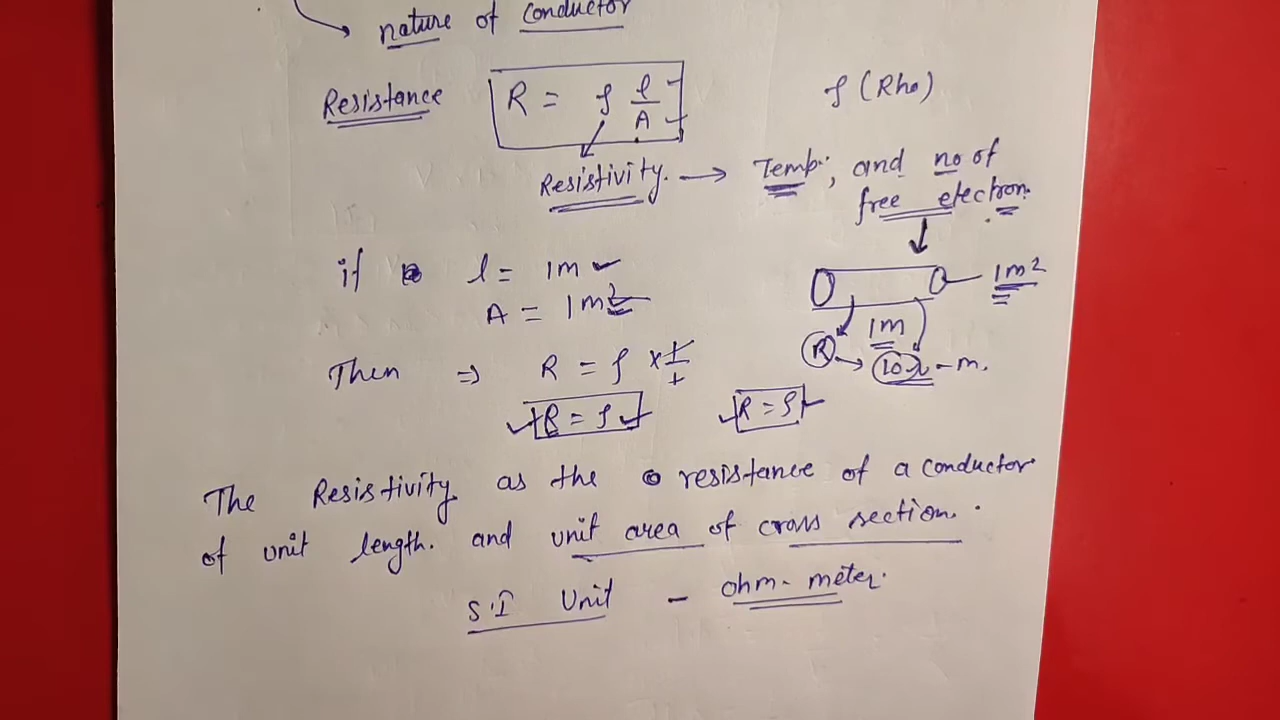 nature of conductor
Resistance R = ρ l/A ρ (Rho)
Resistivity. → Temp., and no of
free electron.
if l = 1m 1m²
A = 1m²
1m
R → 10Ω - m.
Then ⇒ R = ρ × 1/1
R = ρ R = ρ
The Resistivity as the resistance of a conductor
of unit length. and unit area of cross section.
S.I Unit - ohm-meter.